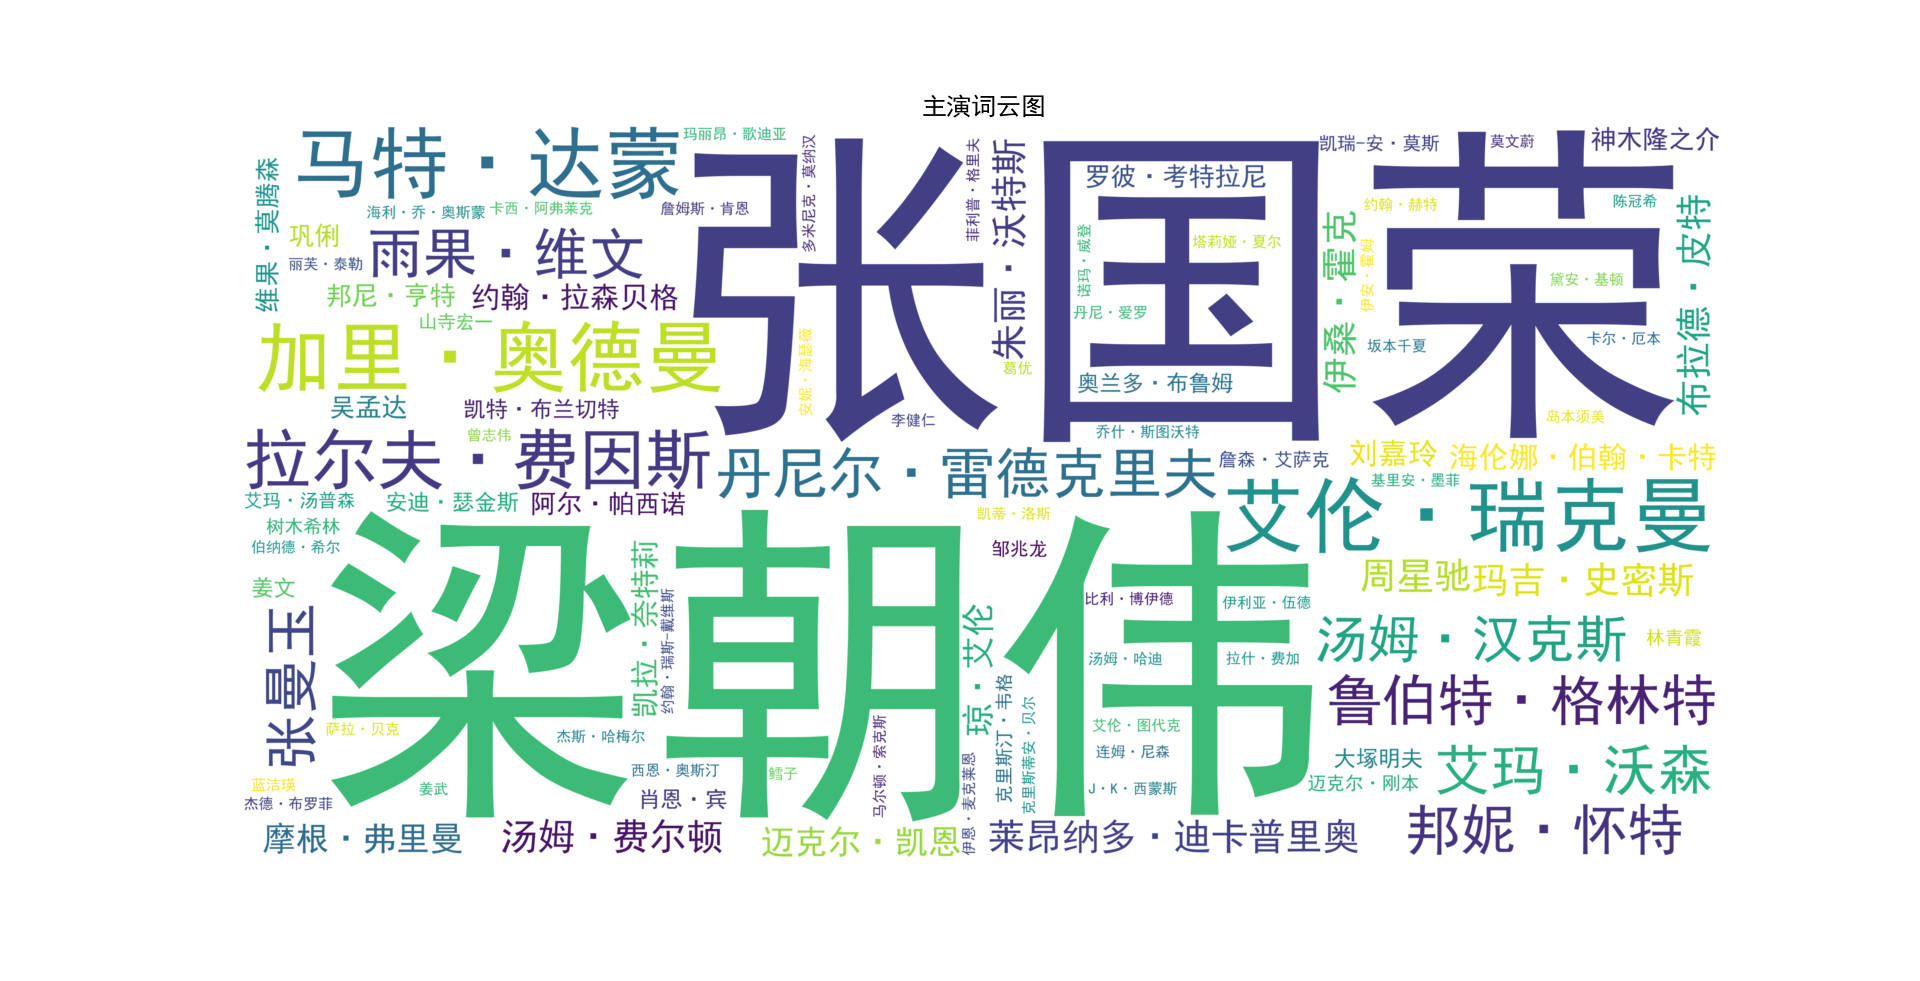 主演词云图
马特·达蒙
玛丽昂·歌迪亚
张国荣
多米尼克·莫纳汉
菲利普·格里夫
朱丽·沃特斯
罗彼·考特拉尼
凯瑞-安·莫斯
莫文蔚
神木隆之介
维果·莫腾森
海利·乔·奥斯蒙
卡西·阿弗莱克
詹姆斯·肯恩
约翰·赫特
陈冠希
布拉德·皮特
巩俐
雨果·维文
诺玛·威登
塔莉娅·夏尔
伊桑·霍克
伊安·霍姆
丽芙·泰勒
黛安·基顿
邦尼·亨特
约翰·拉森贝格
丹尼·爱罗
山寺宏一
加里·奥德曼
安妮·海瑟薇
葛优
坂本千夏
卡尔·厄本
奥兰多·布鲁姆
吴孟达
凯特·布兰切特
李健仁
岛本须美
曾志伟
乔什·斯图沃特
拉尔夫·费因斯
丹尼尔·雷德克里夫
詹森·艾萨克
刘嘉玲
海伦娜·伯翰·卡特
基里安·墨菲
艾玛·汤普森
安迪·瑟金斯
阿尔·帕西诺
凯蒂·洛斯
艾伦·瑞克曼
树木希林
伯纳德·希尔
梁朝伟
邹兆龙
姜文
凯拉·奈特莉
约翰·瑞斯-戴维斯
周星驰
玛吉·史密斯
比利·博伊德
伊利亚·伍德
张曼玉
琼·艾伦
汤姆·汉克斯
林青霞
汤姆·哈迪
拉什·费加
克里斯汀·韦格
克里斯蒂安·贝尔
鲁伯特·格林特
萨拉·贝克
杰斯·哈梅尔
马尔顿·索克斯
艾伦·图代克
连姆·尼森
大塚明夫
艾玛·沃森
西恩·奥斯汀
鳕子
伊恩·麦克莱恩
蓝洁瑛
姜武
J·K·西蒙斯
迈克尔·刚本
杰德·布罗菲
肖恩·宾
摩根·弗里曼
汤姆·费尔顿
迈克尔·凯恩
莱昂纳多·迪卡普里奥
邦妮·怀特